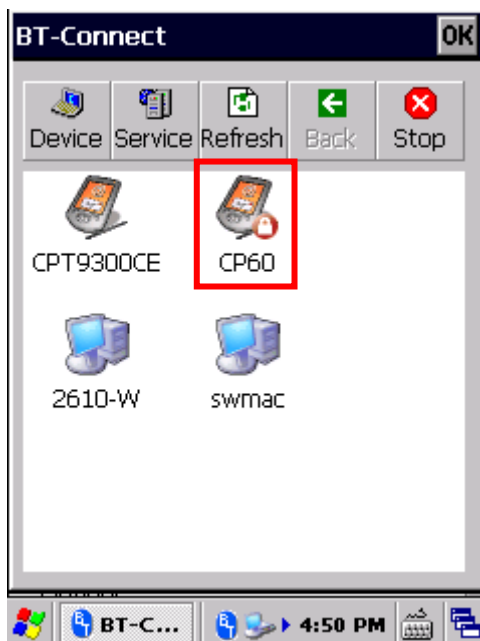 BT-Connect OK
Device Service Refresh Back Stop
CPT9300CE CP60
2610-W swmac
BT-C... 4:50 PM